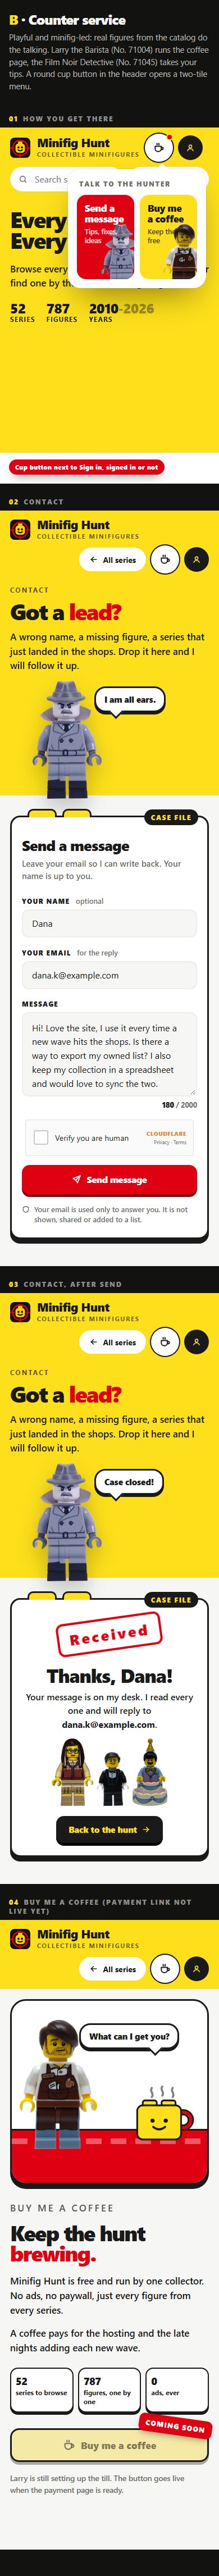 B · Counter service
Playful and minifig-led: real figures from the catalog do
the talking. Larry the Barista (No. 71004) runs the coffee
page, the Film Noir Detective (No. 71045) takes your
tips. A round cup button in the header opens a two-tile
menu.
01 HOW YOU GET THERE
Minifig Hunt
COLLECTIBLE MINIFIGURES
Search s
TALK TO THE HUNTER
Send a
message
Tips, fixes,
ideas
Buy me
a coffee
Keep the
free
Every
Every
Browse every
find one by th
52
SERIES
787
FIGURES
2010-2026
YEARS
Cup button next to Sign in, signed in or not
02 CONTACT
Minifig Hunt
COLLECTIBLE MINIFIGURES
All series
CONTACT
Got a lead?
A wrong name, a missing figure, a series that
just landed in the shops. Drop it here and I
will follow it up.
I am all ears.
CASE FILE
Send a message
Leave your email so I can write back. Your
name is up to you.
YOUR NAME optional
Dana
YOUR EMAIL for the reply
dana.k@example.com
MESSAGE
Hi! Love the site, I use it every time a
new wave hits the shops. Is there a
way to export my owned list? I also
keep my collection in a spreadsheet
and would love to sync the two.
180 / 2000
Verify you are human
CLOUDFLARE
Privacy · Terms
Send message
Your email is used only to answer you. It is not
shown, shared or added to a list.
03 CONTACT, AFTER SEND
Minifig Hunt
COLLECTIBLE MINIFIGURES
All series
CONTACT
Got a lead?
A wrong name, a missing figure, a series that
just landed in the shops. Drop it here and I
will follow it up.
Case closed!
CASE FILE
Received
Thanks, Dana!
Your message is on my desk. I read every
one and will reply to
dana.k@example.com.
Back to the hunt
04 BUY ME A COFFEE (PAYMENT LINK NOT
LIVE YET)
Minifig Hunt
COLLECTIBLE MINIFIGURES
All series
What can I get you?
BUY ME A COFFEE
Keep the hunt
brewing.
Minifig Hunt is free and run by one collector.
No ads, no paywall, just every figure from
every series.
A coffee pays for the hosting and the late
nights adding each new wave.
52
series to browse
787
figures, one by
one
0
ads, ever
COMING SOON
Buy me a coffee
Larry is still setting up the till. The button goes live
when the payment page is ready.